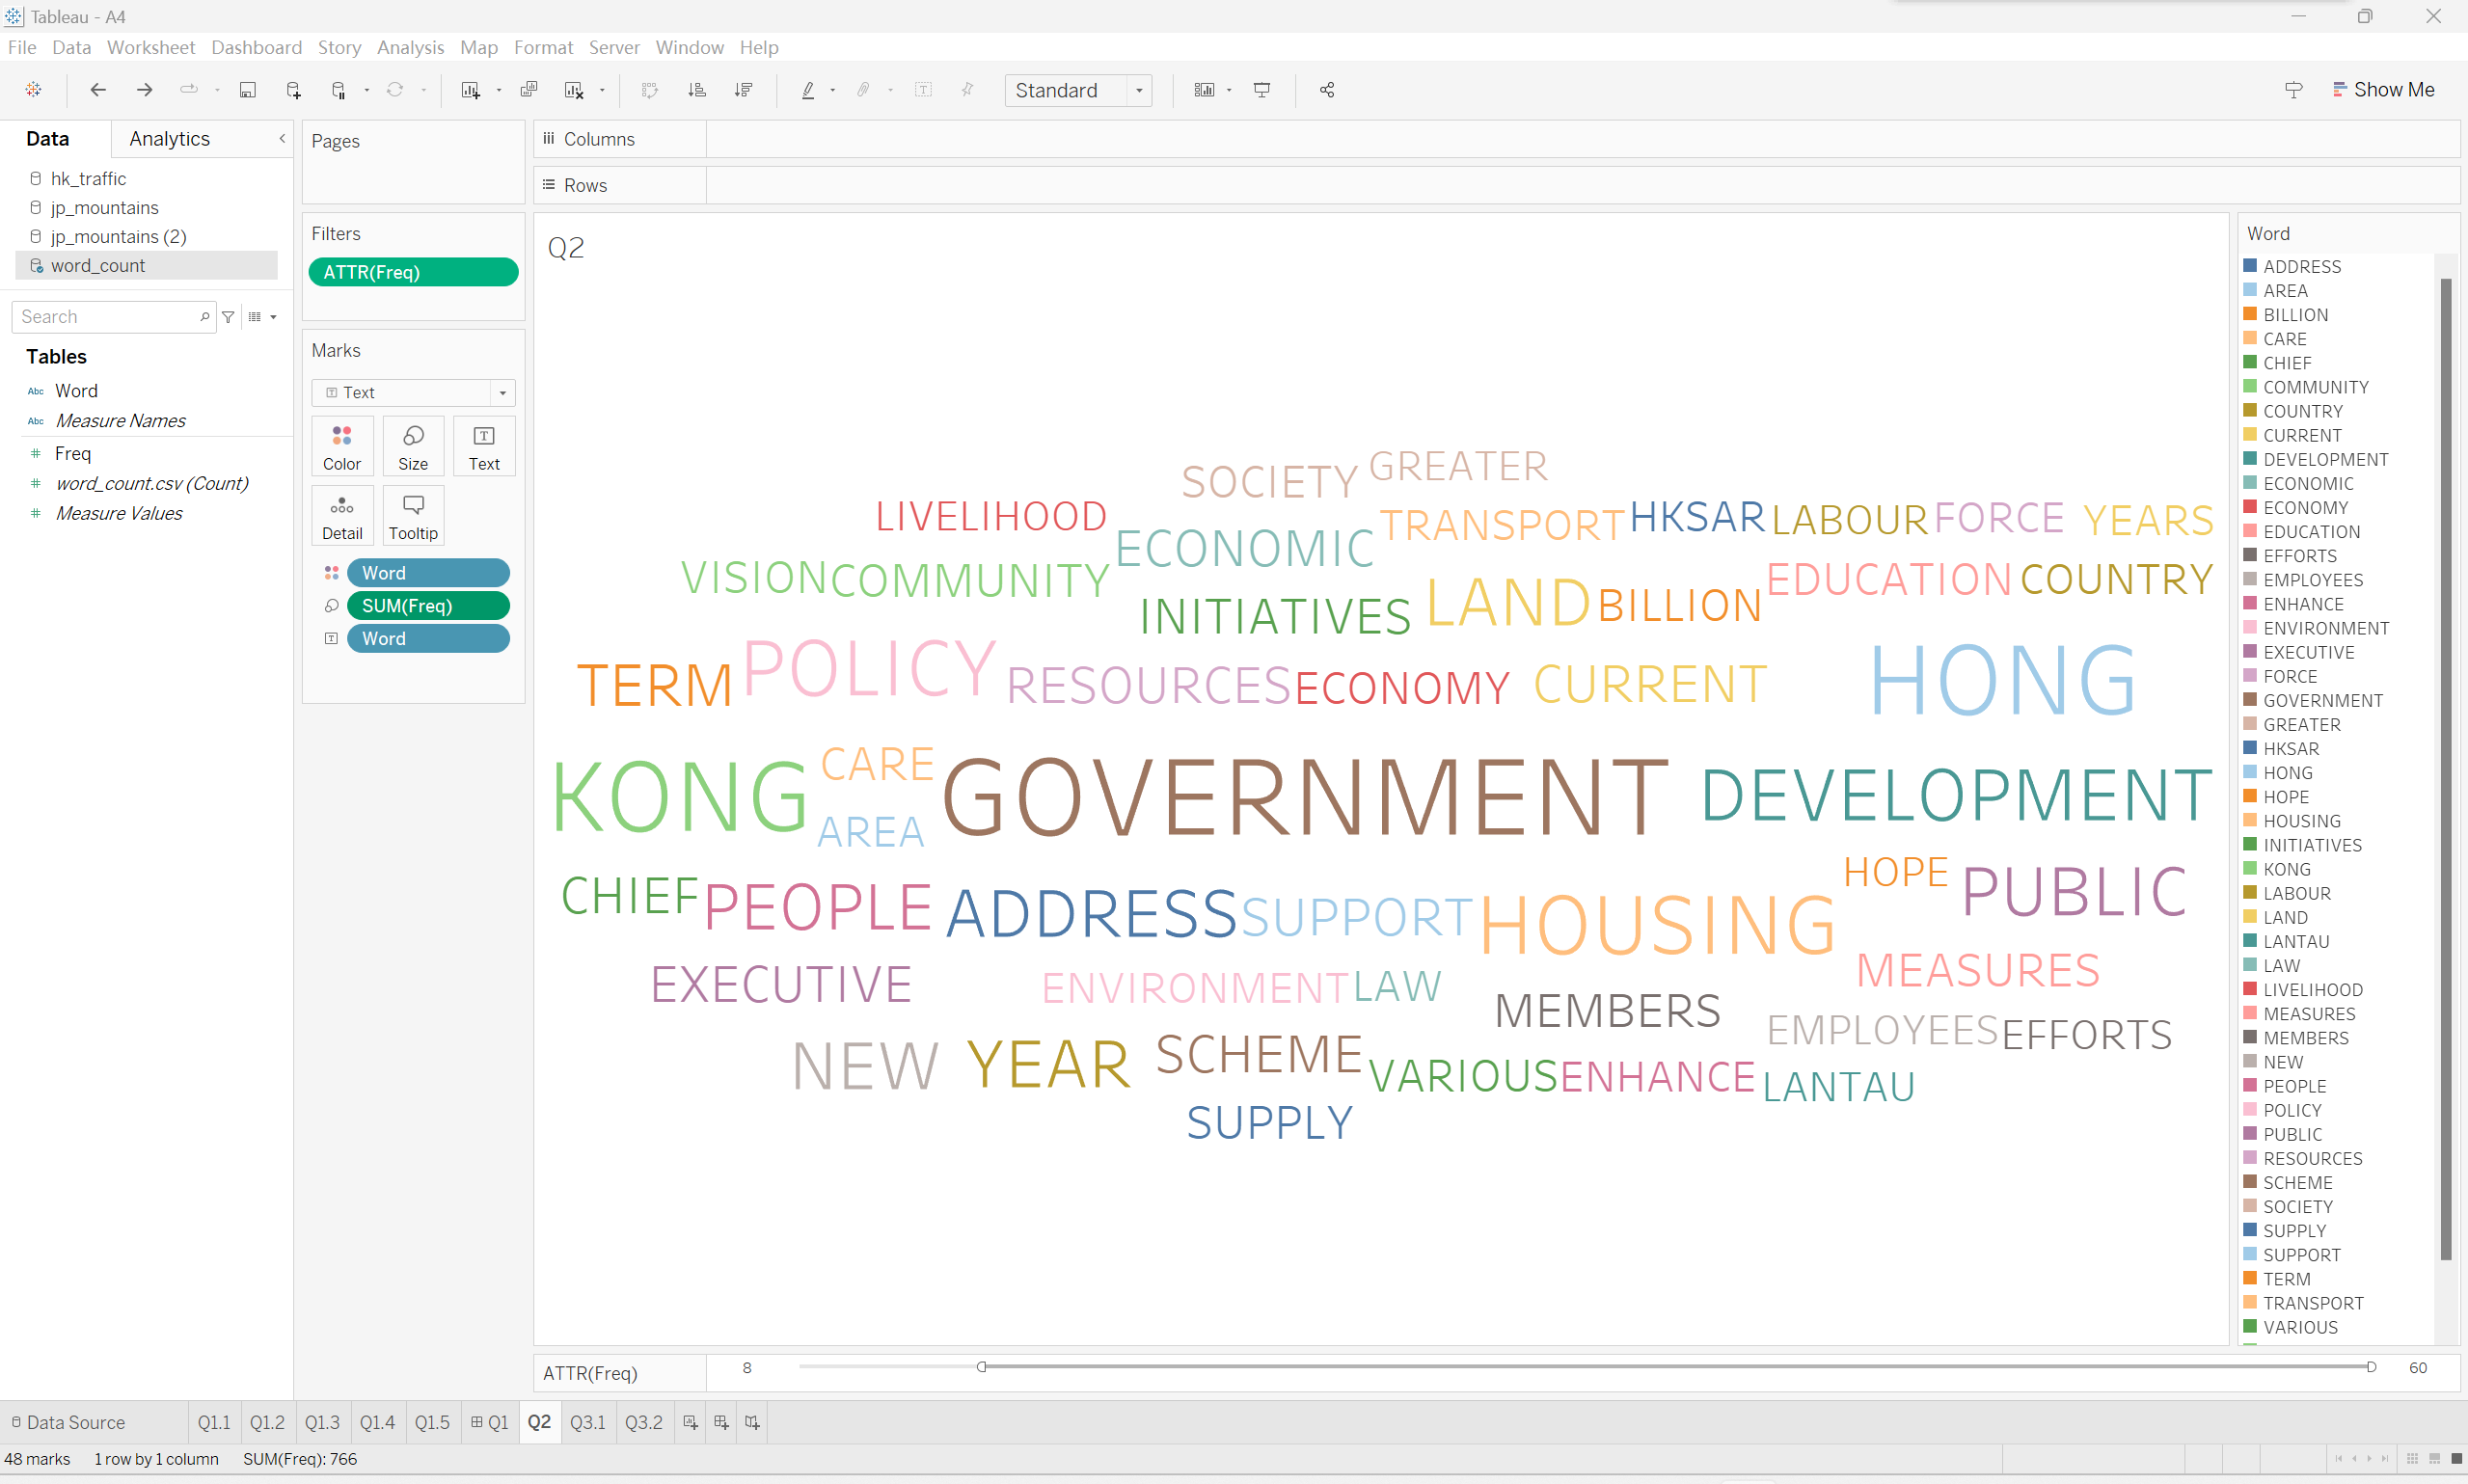 Tableau - A4
File Data Worksheet Dashboard Story Analysis Map Format Server Window Help
Standard
Show Me
Data Analytics
hk_traffic
jp_mountains
jp_mountains (2)
word_count
Search
Tables
Abc Word
Abc Measure Names
# Freq
# word_count.csv (Count)
# Measure Values
Pages
Filters
ATTR(Freq)
Marks
Text
Color Size Text
Detail Tooltip
Word
SUM(Freq)
Word
Columns
Rows
Q2
SOCIETY GREATER
LIVELIHOOD ECONOMIC TRANSPORT HKSAR LABOUR FORCE YEARS
VISION COMMUNITY INITIATIVES LAND BILLION EDUCATION COUNTRY
TERM POLICY RESOURCES ECONOMY CURRENT HONG
KONG CARE AREA GOVERNMENT DEVELOPMENT
CHIEF PEOPLE ADDRESS SUPPORT HOUSING HOPE PUBLIC
EXECUTIVE ENVIRONMENT LAW MEMBERS MEASURES
NEW YEAR SCHEME VARIOUS ENHANCE LANTAU EMPLOYEES EFFORTS
SUPPLY
Word
ADDRESS
AREA
BILLION
CARE
CHIEF
COMMUNITY
COUNTRY
CURRENT
DEVELOPMENT
ECONOMIC
ECONOMY
EDUCATION
EFFORTS
EMPLOYEES
ENHANCE
ENVIRONMENT
EXECUTIVE
FORCE
GOVERNMENT
GREATER
HKSAR
HONG
HOPE
HOUSING
INITIATIVES
KONG
LABOUR
LAND
LANTAU
LAW
LIVELIHOOD
MEASURES
MEMBERS
NEW
PEOPLE
POLICY
PUBLIC
RESOURCES
SCHEME
SOCIETY
SUPPLY
SUPPORT
TERM
TRANSPORT
VARIOUS
ATTR(Freq) 8 60
Data Source Q1.1 Q1.2 Q1.3 Q1.4 Q1.5 Q1 Q2 Q3.1 Q3.2
48 marks 1 row by 1 column SUM(Freq): 766